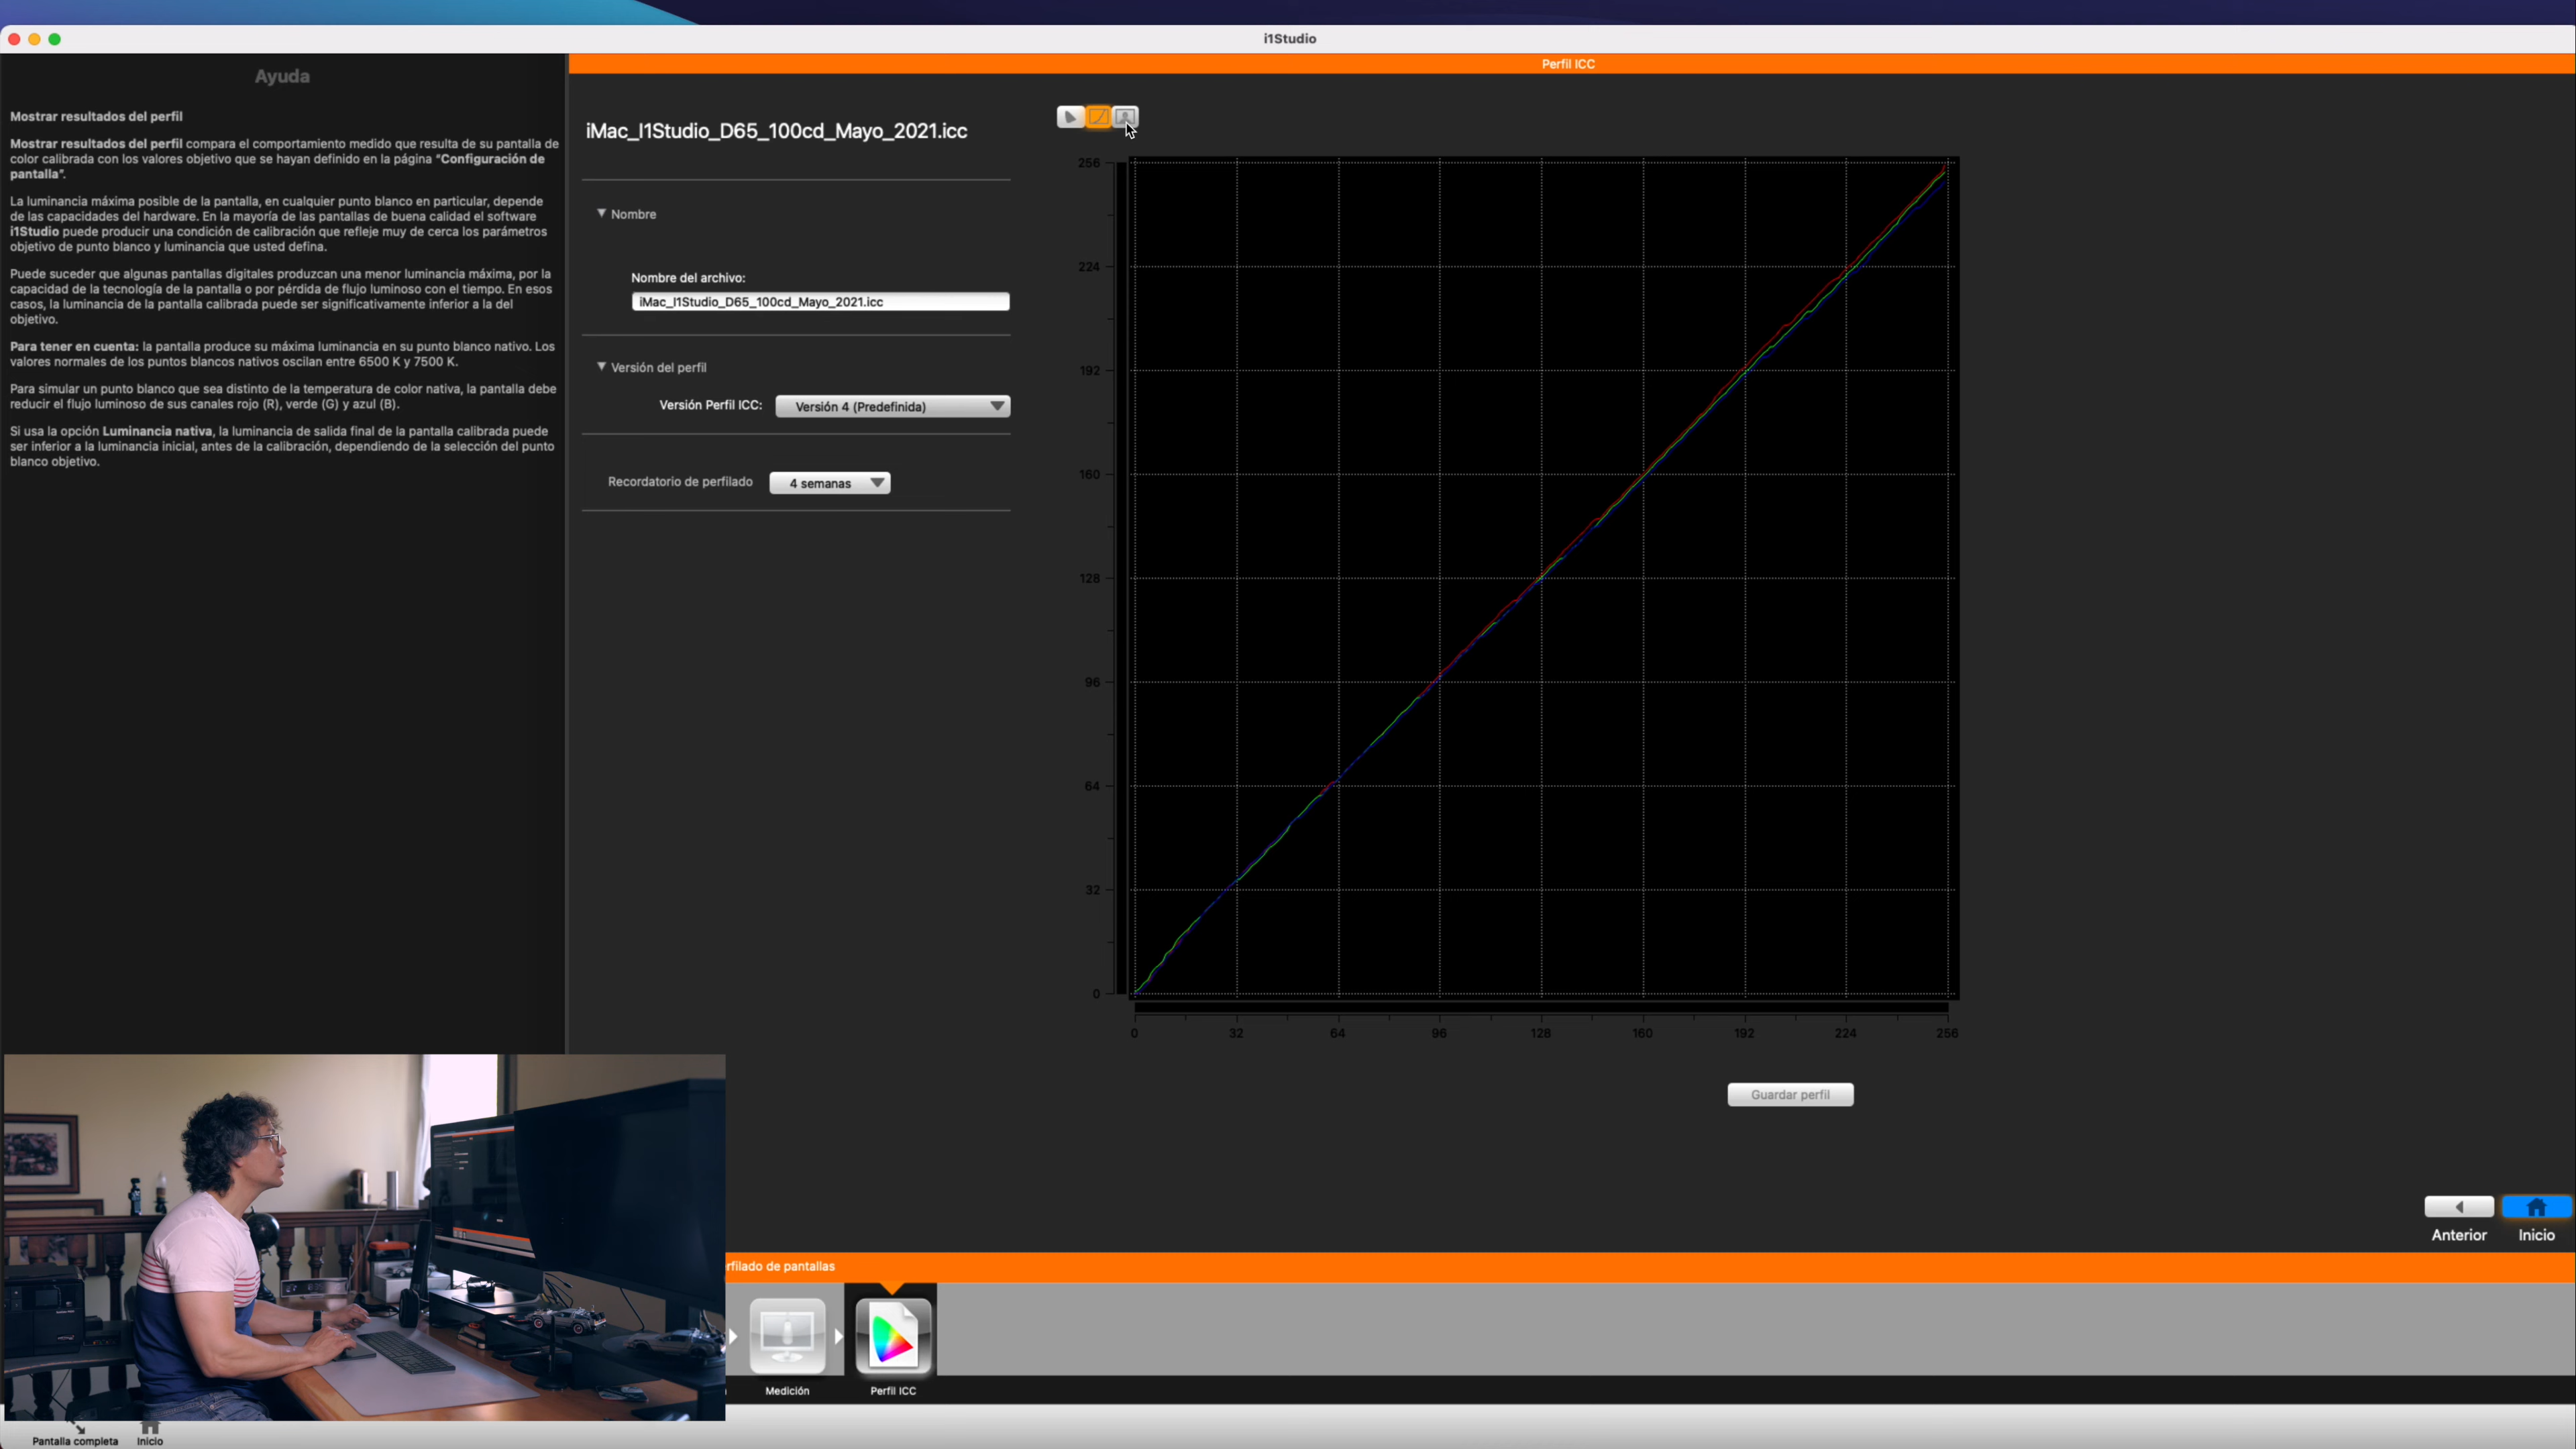 i1Studio
Ayuda
Mostrar resultados del perfil
Mostrar resultados del perfil compara el comportamiento medido que resulta de su pantalla de
color calibrada con los valores objetivo que se hayan definido en la página "Configuración de
pantalla".
La luminancia máxima posible de la pantalla, en cualquier punto blanco en particular, depende
de las capacidades del hardware. En la mayoría de las pantallas de buena calidad el software
i1Studio puede producir una condición de calibración que refleje muy de cerca los parámetros
objetivo de punto blanco y luminancia que usted defina.
Puede suceder que algunas pantallas digitales produzcan una menor luminancia máxima, por la
capacidad de la tecnología de la pantalla o por pérdida de flujo luminoso con el tiempo. En esos
casos, la luminancia de la pantalla calibrada puede ser significativamente inferior a la del
objetivo.
Para tener en cuenta: la pantalla produce su máxima luminancia en su punto blanco nativo. Los
valores normales de los puntos blancos nativos oscilan entre 6500 K y 7500 K.
Para simular un punto blanco que sea distinto de la temperatura de color nativa, la pantalla debe
reducir el flujo luminoso de sus canales rojo (R), verde (G) y azul (B).
Si usa la opción Luminancia nativa, la luminancia de salida final de la pantalla calibrada puede
ser inferior a la luminancia inicial, antes de la calibración, dependiendo de la selección del punto
blanco objetivo.
Perfil ICC
iMac_I1Studio_D65_100cd_Mayo_2021.icc
Nombre
Nombre del archivo:
iMac_I1Studio_D65_100cd_Mayo_2021.icc
Versión del perfil
Versión Perfil ICC: Versión 4 (Predefinida)
Recordatorio de perfilado 4 semanas
256
224
192
160
128
96
64
32
0
0 32 64 96 128 160 192 224 256
Guardar perfil
Anterior Inicio
rfilado de pantallas
Medición Perfil ICC
Pantalla completa Inicio